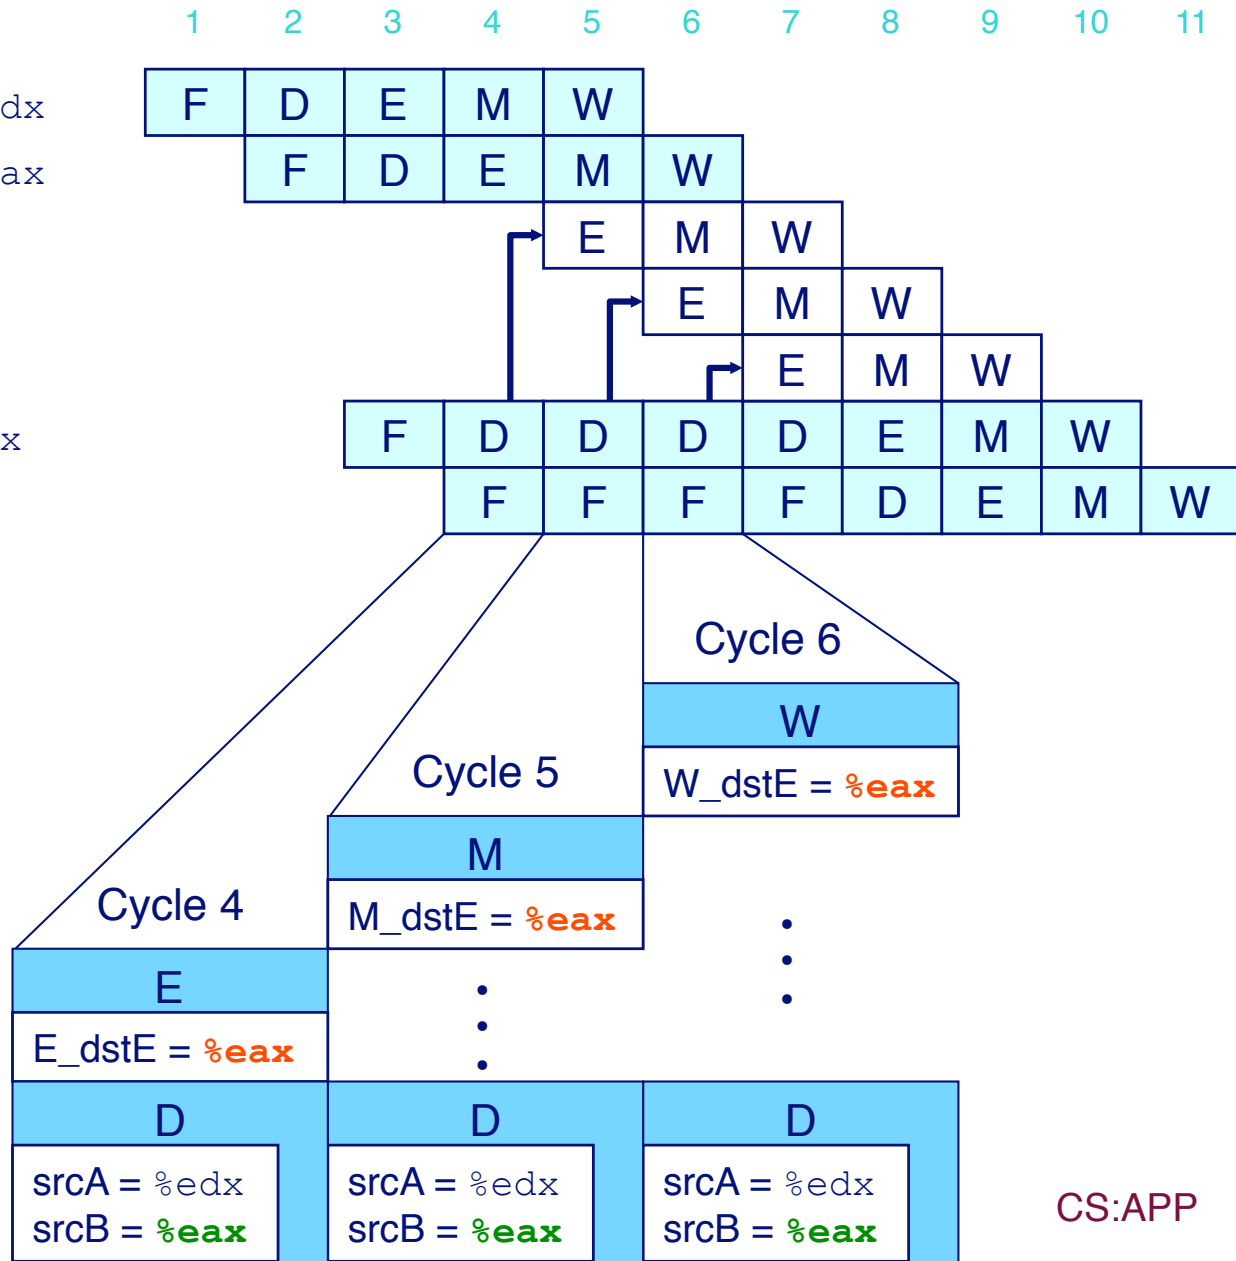 1 2 3 4 5 6 7 8 9 10 11
dx F D E M W
ax F D E M W
E M W
E M W
E M W
x F D D D D E M W
F F F F D E M W
Cycle 6
W
W_dstE = %eax
Cycle 5
M
M_dstE = %eax
Cycle 4
E
E_dstE = %eax
D D D
srcA = %edx srcA = %edx srcA = %edx
srcB = %eax srcB = %eax srcB = %eax
CS:APP